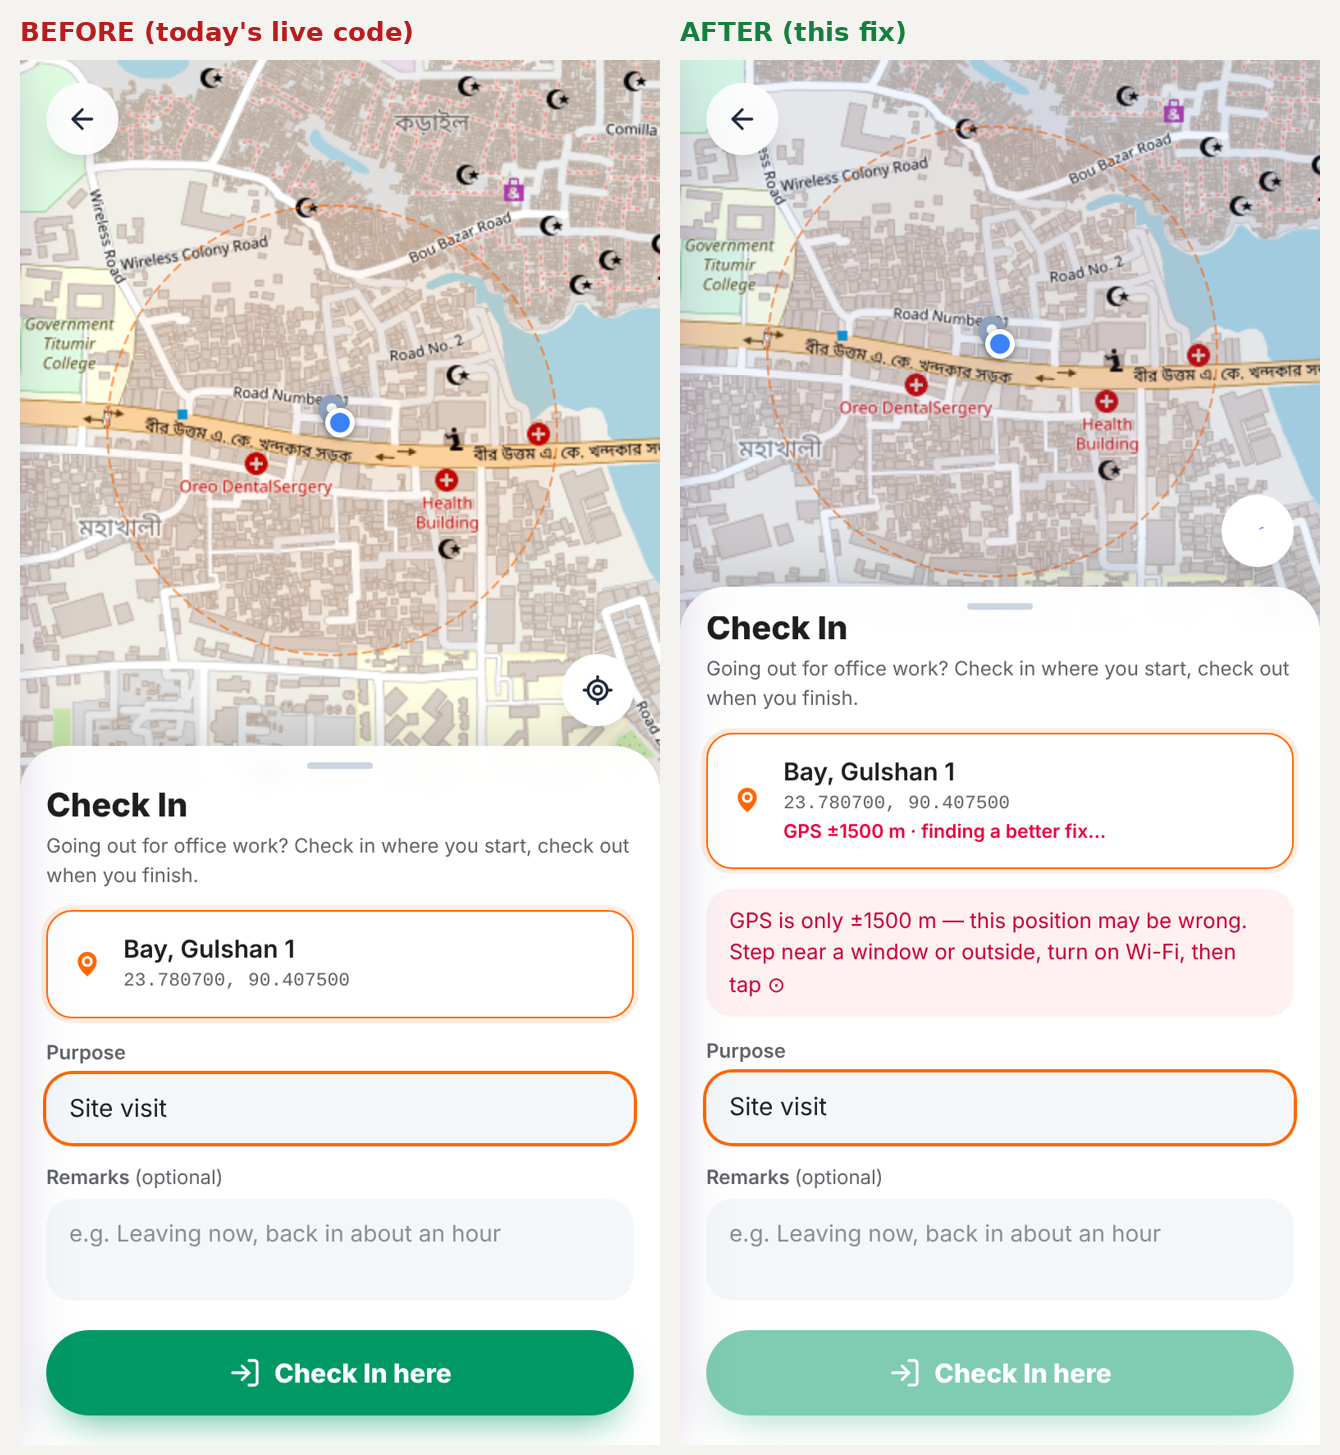 BEFORE (today's live code)
কড়াইল
Comilla
Wireless Road
Wireless Colony Road
Bou Bazar Road
Government
Titumir
College
Road No. 2
বীর উত্তম এ. কে. খন্দকার সড়ক
বীর উত্তম এ. কে. খন্দকার
Oreo DentalSergery
Health
Building
মহাখালী
Road
Check In
Going out for office work? Check in where you start, check out
when you finish.
Bay, Gulshan 1
23.780700, 90.407500
Purpose
Site visit
Remarks (optional)
e.g. Leaving now, back in about an hour
Check In here
AFTER (this fix)
Road
Wireless Colony Road
Bou Bazar Road
Government
Titumir
College
Road No. 2
বীর উত্তম এ. কে. খন্দকার সড়ক
বীর উত্তম এ. কে. খন্দকার
Oreo DentalSergery
Health
Building
মহাখালী
Check In
Going out for office work? Check in where you start, check out
when you finish.
Bay, Gulshan 1
23.780700, 90.407500
GPS ±1500 m · finding a better fix...
GPS is only ±1500 m — this position may be wrong.
Step near a window or outside, turn on Wi-Fi, then
tap ⊙
Purpose
Site visit
Remarks (optional)
e.g. Leaving now, back in about an hour
Check In here